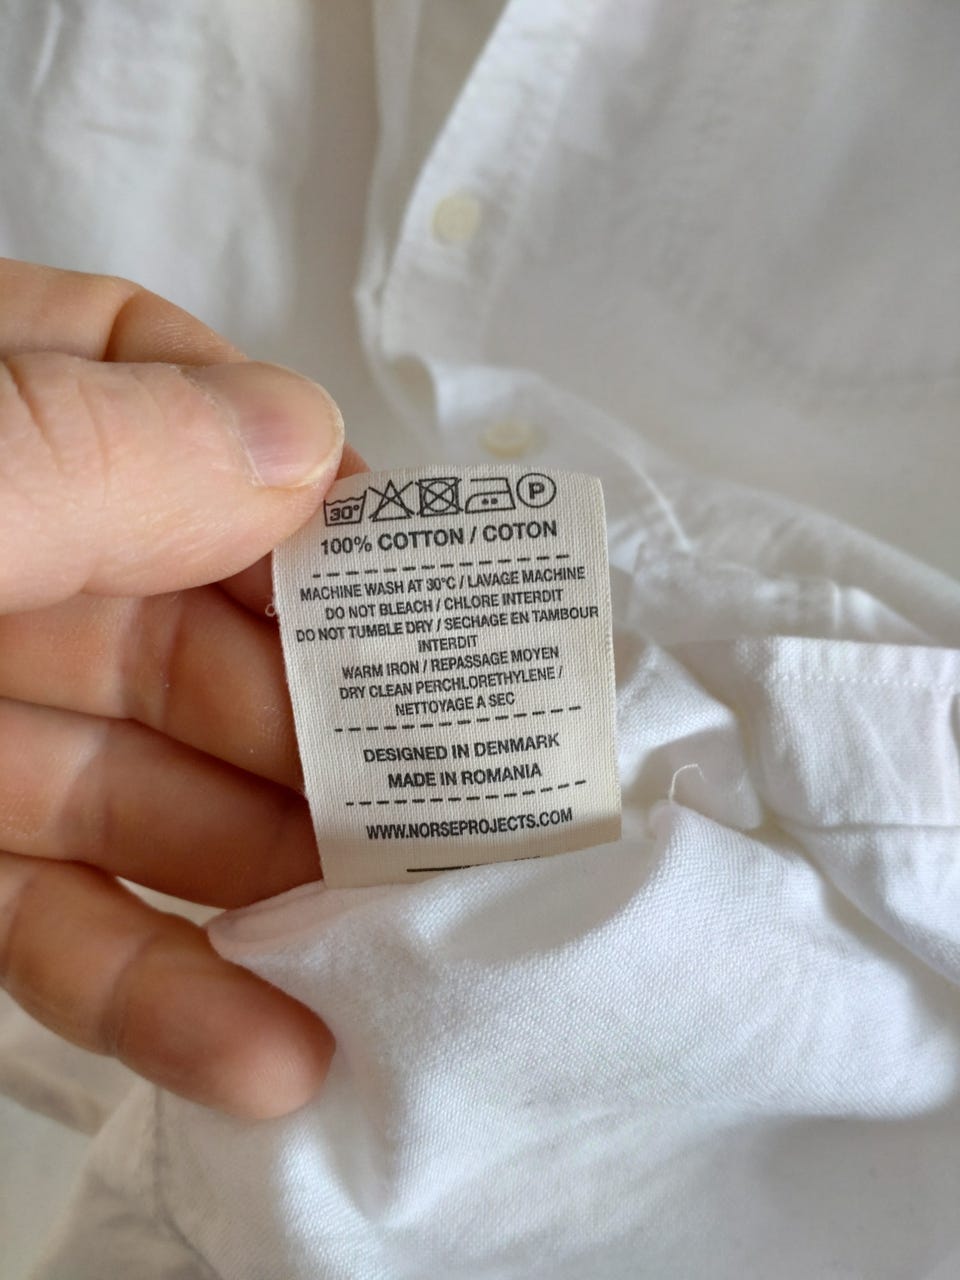 30°
P
100% COTTON / COTON
MACHINE WASH AT 30°C / LAVAGE MACHINE
DO NOT BLEACH / CHLORE INTERDIT
DO NOT TUMBLE DRY / SECHAGE EN TAMBOUR
INTERDIT
WARM IRON / REPASSAGE MOYEN
DRY CLEAN PERCHLORETHYLENE /
NETTOYAGE A SEC
DESIGNED IN DENMARK
MADE IN ROMANIA
WWW.NORSEPROJECTS.COM